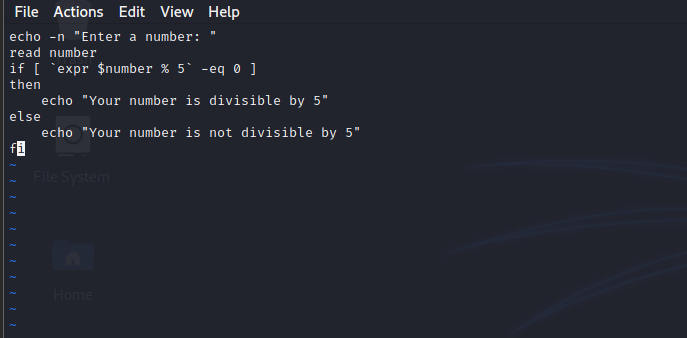 File Actions Edit View Help
echo -n "Enter a number: "
read number
if [ `expr $number % 5` -eq 0 ]
then
    echo "Your number is divisible by 5"
else
    echo "Your number is not divisible by 5"
fi
~
~
File System
~
~
~
~
~
~
~
Home
~
~